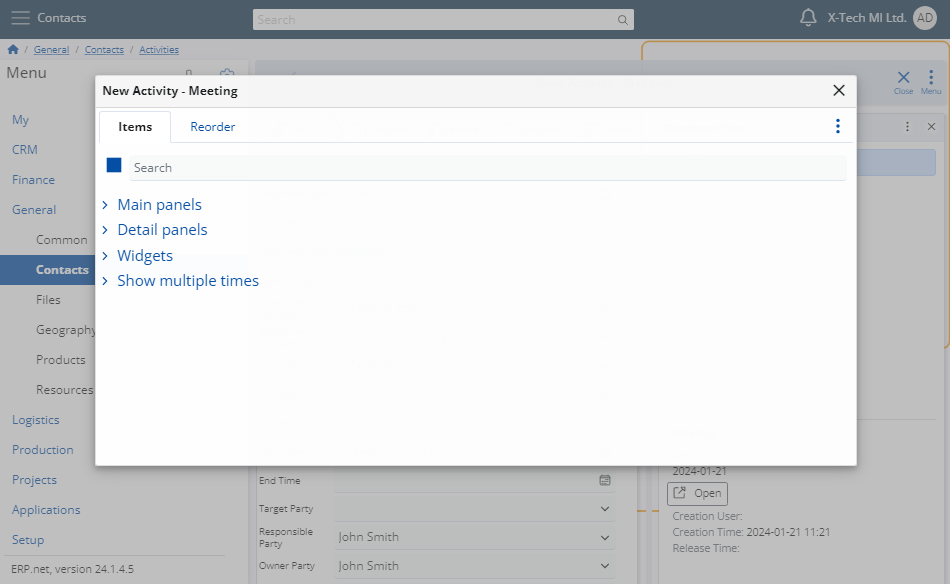 Contacts
Search
X-Tech MI Ltd.
AD
/ General / Contacts / Activities
Menu
Close
Menu
New Activity - Meeting
Items
Reorder
Search
Main panels
Detail panels
Widgets
Show multiple times
My
CRM
Finance
General
Common
Contacts
Files
Geography
Products
Resources
Logistics
Production
Projects
Applications
Setup
ERP.net, version 24.1.4.5
End Time
Target Party
Responsible
Party
John Smith
Owner Party
John Smith
2024-01-21
Open
Creation User:
Creation Time: 2024-01-21 11:21
Release Time: